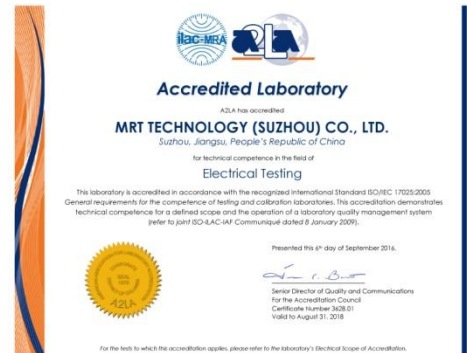 ilac-MRA
A2LA
Accredited Laboratory
A2LA has accredited
MRT TECHNOLOGY (SUZHOU) CO., LTD.
Suzhou, Jiangsu, People's Republic of China
for technical competence in the field of
Electrical Testing
This laboratory is accredited in accordance with the recognized International Standard ISO/IEC 17025:2005
General requirements for the competence of testing and calibration laboratories. This accreditation demonstrates
technical competence for a defined scope and the operation of a laboratory quality management system
(refer to joint ISO-ILAC-IAF Communiqué dated 8 January 2009).
Presented this 6th day of September 2016.
Senior Director of Quality and Communications
For the Accreditation Council
Certificate Number 3628.01
Valid to August 31, 2018
SEAL
A2LA
For the tests to which this accreditation applies, please refer to the laboratory's Electrical Scope of Accreditation.